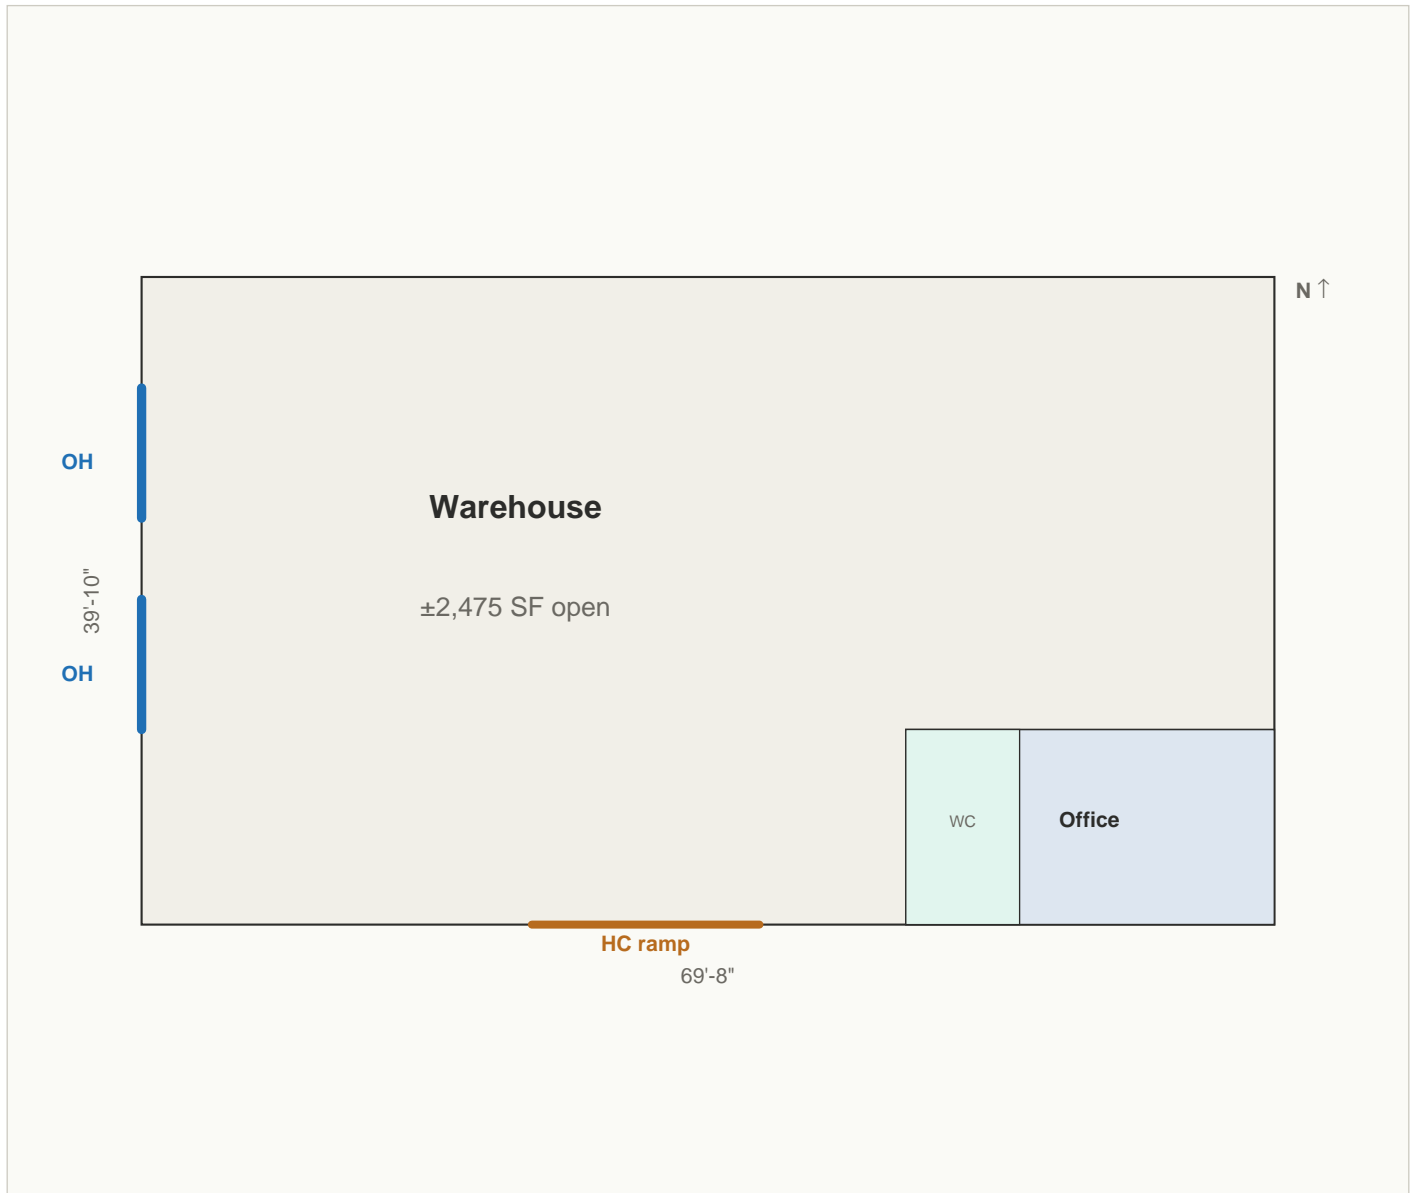 N ↑
OH
Warehouse
39'-10"
±2,475 SF open
OH
WC
Office
HC ramp
69'-8"